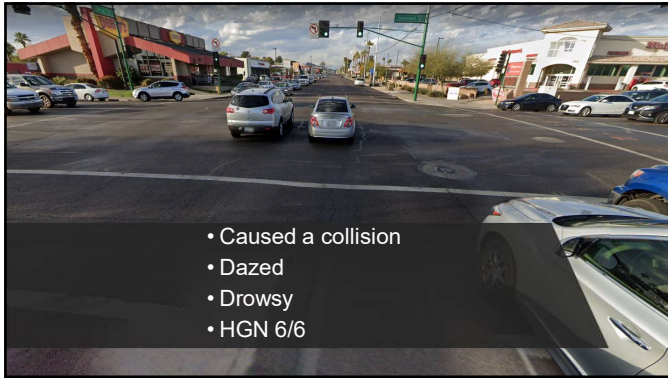 • Caused a collision
• Dazed
• Drowsy
• HGN 6/6